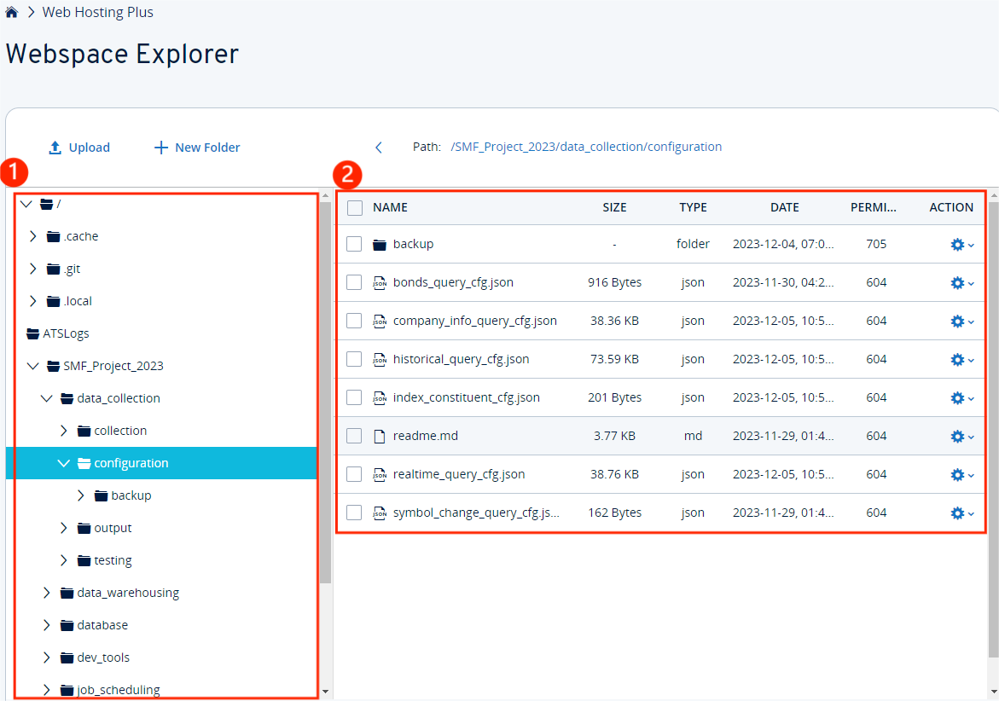 Web Hosting Plus
Webspace Explorer
Upload New Folder Path: /SMF_Project_2023/data_collection/configuration
1
/
.cache
.git
.local
ATSLogs
SMF_Project_2023
data_collection
collection
configuration
backup
output
testing
data_warehousing
database
dev_tools
job_scheduling
2
NAME SIZE TYPE DATE PERMI... ACTION
backup - folder 2023-12-04, 07:0... 705
JSON bonds_query_cfg.json 916 Bytes json 2023-11-30, 04:2... 604
JSON company_info_query_cfg.json 38.36 KB json 2023-12-05, 10:5... 604
JSON historical_query_cfg.json 73.59 KB json 2023-12-05, 10:5... 604
JSON index_constituent_cfg.json 201 Bytes json 2023-12-05, 10:5... 604
readme.md 3.77 KB md 2023-11-29, 01:4... 604
JSON realtime_query_cfg.json 38.76 KB json 2023-12-05, 10:5... 604
JSON symbol_change_query_cfg.js... 162 Bytes json 2023-11-29, 01:4... 604